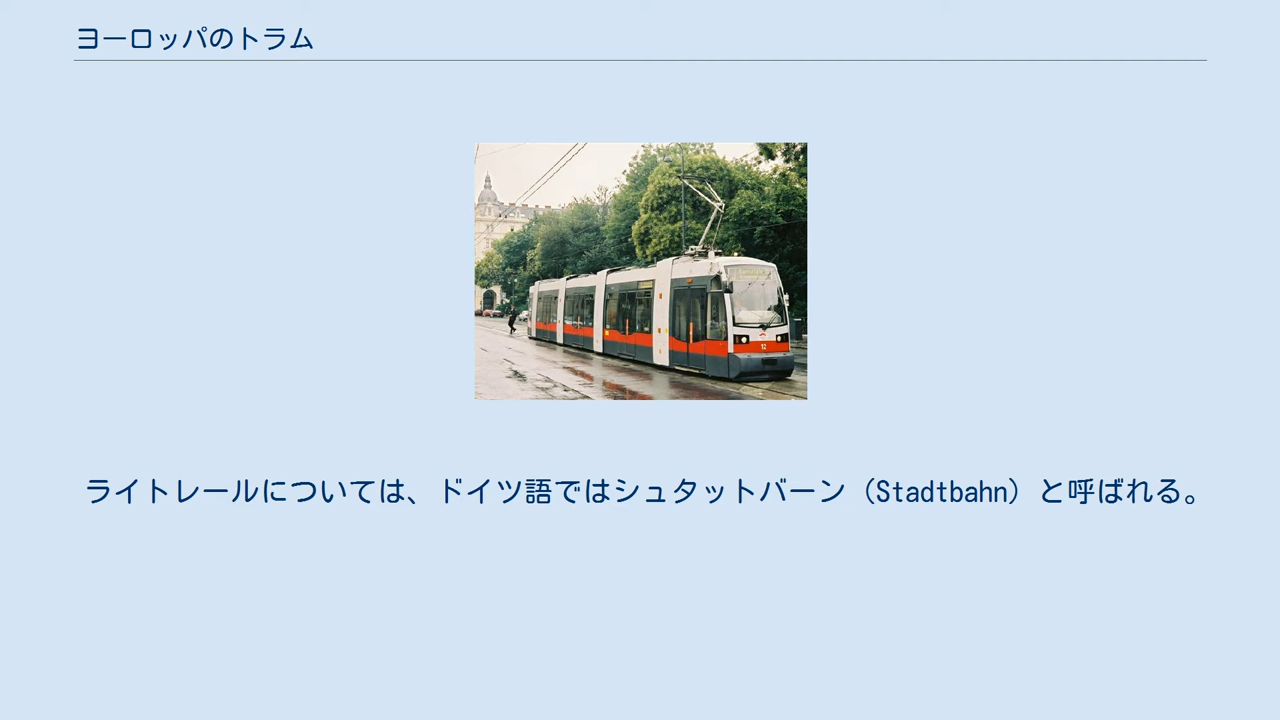 ヨーロッパのトラム
ライトレールについては、ドイツ語ではシュタットバーン（Stadtbahn）と呼ばれる。